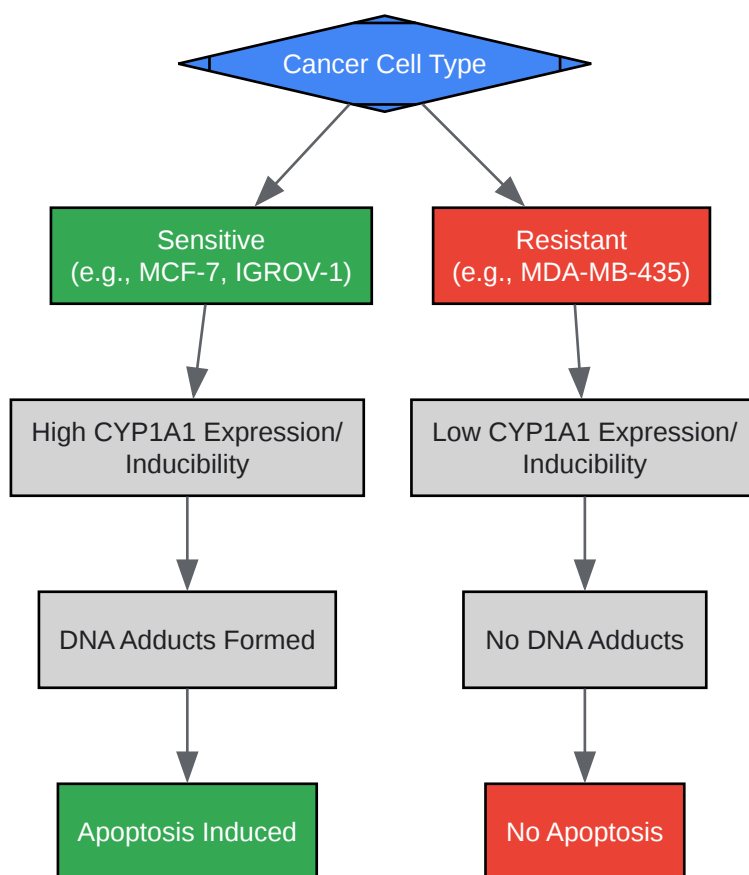 Cancer Cell Type
Sensitive
(e.g., MCF-7, IGROV-1)
Resistant
(e.g., MDA-MB-435)
High CYP1A1 Expression/
Inducibility
Low CYP1A1 Expression/
Inducibility
DNA Adducts Formed
No DNA Adducts
Apoptosis Induced
No Apoptosis